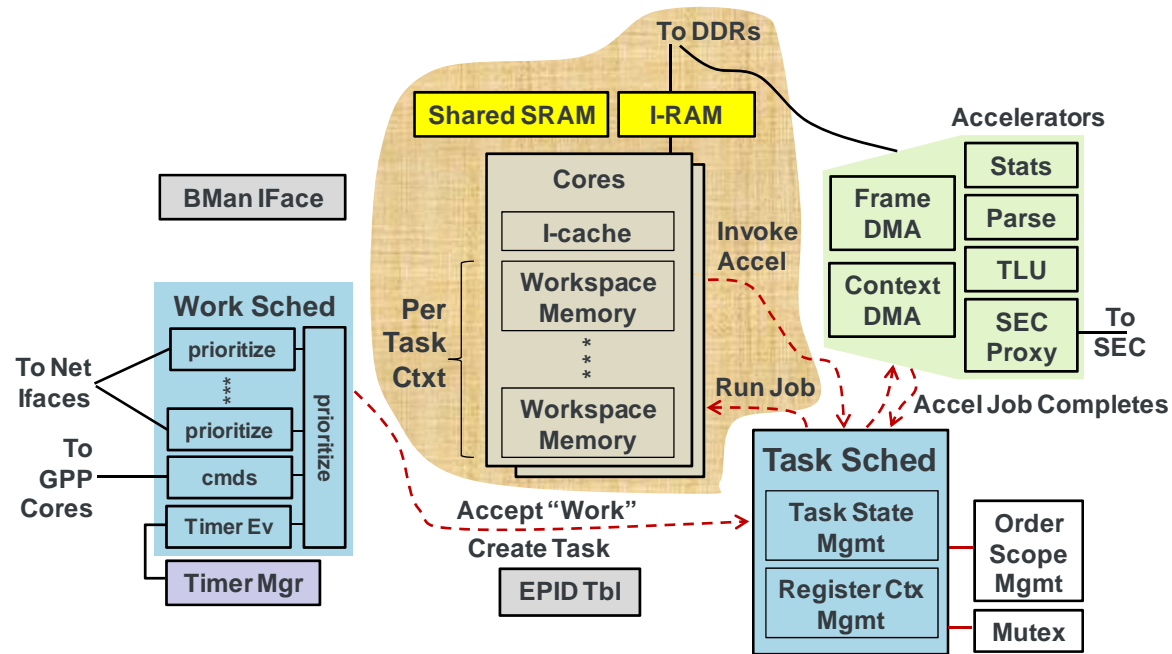 To DDRs
Shared SRAM
I-RAM
Accelerators
Cores
Stats
BMan IFace
Frame
DMA
Parse
I-cache
Invoke
Accel
TLU
Workspace
Memory
Context
DMA
Work Sched
Per
Task
Ctxt
SEC
Proxy
To
SEC
prioritize
***
***
To Net
Ifaces
Run Job
prioritize
prioritize
Workspace
Memory
Accel Job Completes
To
GPP
Cores
cmds
Task Sched
Accept “Work”
Timer Ev
Task State
Mgmt
Order
Scope
Mgmt
Create Task
Timer Mgr
EPID Tbl
Register Ctx
Mgmt
Mutex